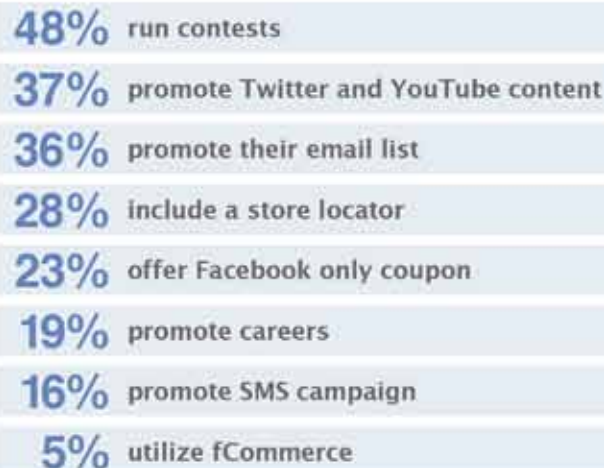 48% run contests
37% promote Twitter and YouTube content
36% promote their email list
28% include a store locator
23% offer Facebook only coupon
19% promote careers
16% promote SMS campaign
5% utilize fCommerce